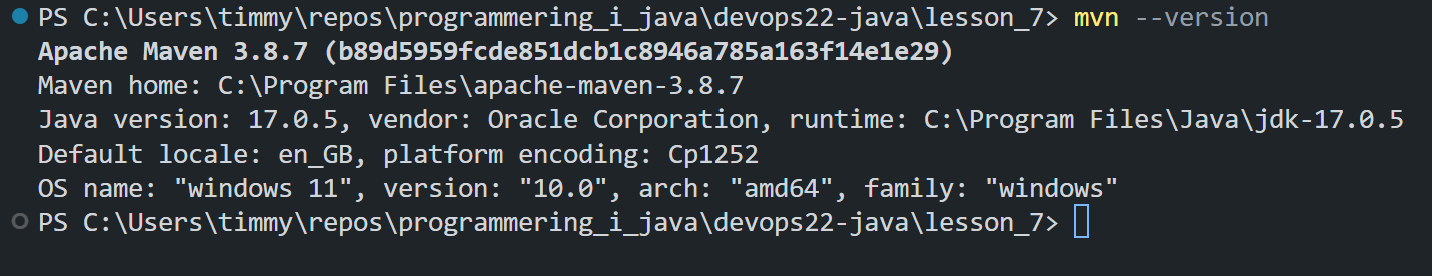 PS C:\Users\timmy\repos\programmering_i_java\devops22-java\lesson_7> mvn --version
Apache Maven 3.8.7 (b89d5959fcde851dcb1c8946a785a163f14e1e29)
Maven home: C:\Program Files\apache-maven-3.8.7
Java version: 17.0.5, vendor: Oracle Corporation, runtime: C:\Program Files\Java\jdk-17.0.5
Default locale: en_GB, platform encoding: Cp1252
OS name: "windows 11", version: "10.0", arch: "amd64", family: "windows"
PS C:\Users\timmy\repos\programmering_i_java\devops22-java\lesson_7>